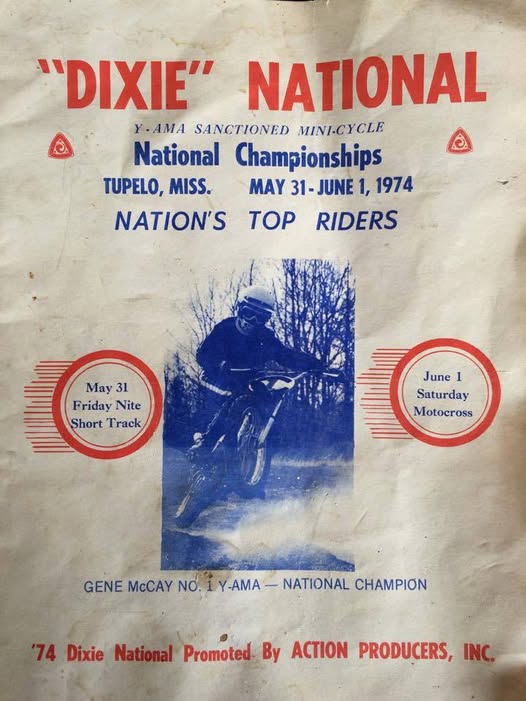 "DIXIE" NATIONAL
Y-AMA SANCTIONED MINI-CYCLE
National Championships
TUPELO, MISS. MAY 31-JUNE 1, 1974
NATION'S TOP RIDERS
May 31
Friday Nite
Short Track
June 1
Saturday
Motocross
GENE McCAY NO. 1 Y-AMA — NATIONAL CHAMPION
'74 Dixie National Promoted By ACTION PRODUCERS, INC.